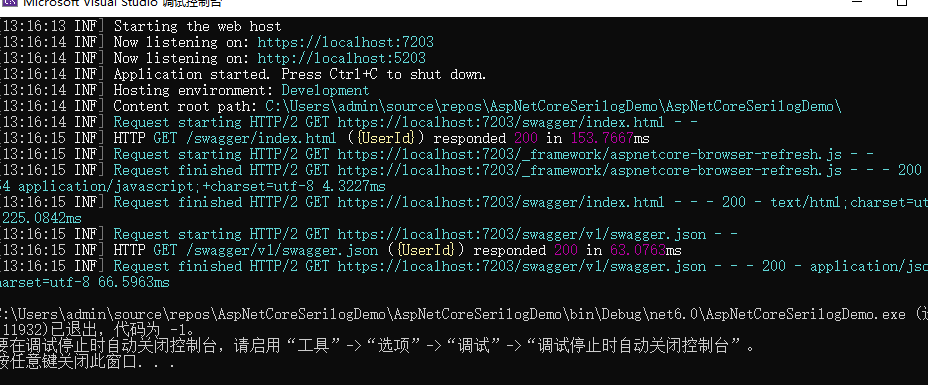 Microsoft Visual Studio 调试控制台
[13:16:13 INF] Starting the web host
[13:16:14 INF] Now listening on: https://localhost:7203
[13:16:14 INF] Now listening on: http://localhost:5203
[13:16:14 INF] Application started. Press Ctrl+C to shut down.
[13:16:14 INF] Hosting environment: Development
[13:16:14 INF] Content root path: C:\Users\admin\source\repos\AspNetCoreSerilogDemo\AspNetCoreSerilogDemo\
[13:16:14 INF] Request starting HTTP/2 GET https://localhost:7203/swagger/index.html - -
[13:16:15 INF] HTTP GET /swagger/index.html ({UserId}) responded 200 in 153.7667ms
[13:16:15 INF] Request starting HTTP/2 GET https://localhost:7203/_framework/aspnetcore-browser-refresh.js - -
[13:16:15 INF] Request finished HTTP/2 GET https://localhost:7203/_framework/aspnetcore-browser-refresh.js - - - 200
54 application/javascript;+charset=utf-8 4.3227ms
[13:16:15 INF] Request finished HTTP/2 GET https://localhost:7203/swagger/index.html - - - 200 - text/html;charset=ut
225.0842ms
[13:16:15 INF] Request starting HTTP/2 GET https://localhost:7203/swagger/v1/swagger.json - -
[13:16:15 INF] HTTP GET /swagger/v1/swagger.json ({UserId}) responded 200 in 63.0763ms
[13:16:15 INF] Request finished HTTP/2 GET https://localhost:7203/swagger/v1/swagger.json - - - 200 - application/jso
harset=utf-8 66.5963ms
C:\Users\admin\source\repos\AspNetCoreSerilogDemo\AspNetCoreSerilogDemo\bin\Debug\net6.0\AspNetCoreSerilogDemo.exe (
11932)已退出,代码为 -1。
要在调试停止时自动关闭控制台,请启用“工具”->“选项”->“调试”->“调试停止时自动关闭控制台”。
按任意键关闭此窗口. . .